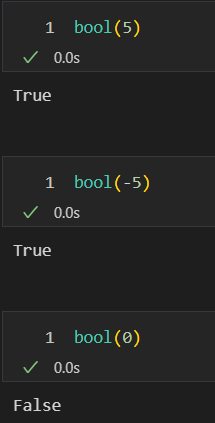 1 bool(5)
0.0s
True
1 bool(-5)
0.0s
True
1 bool(0)
0.0s
False